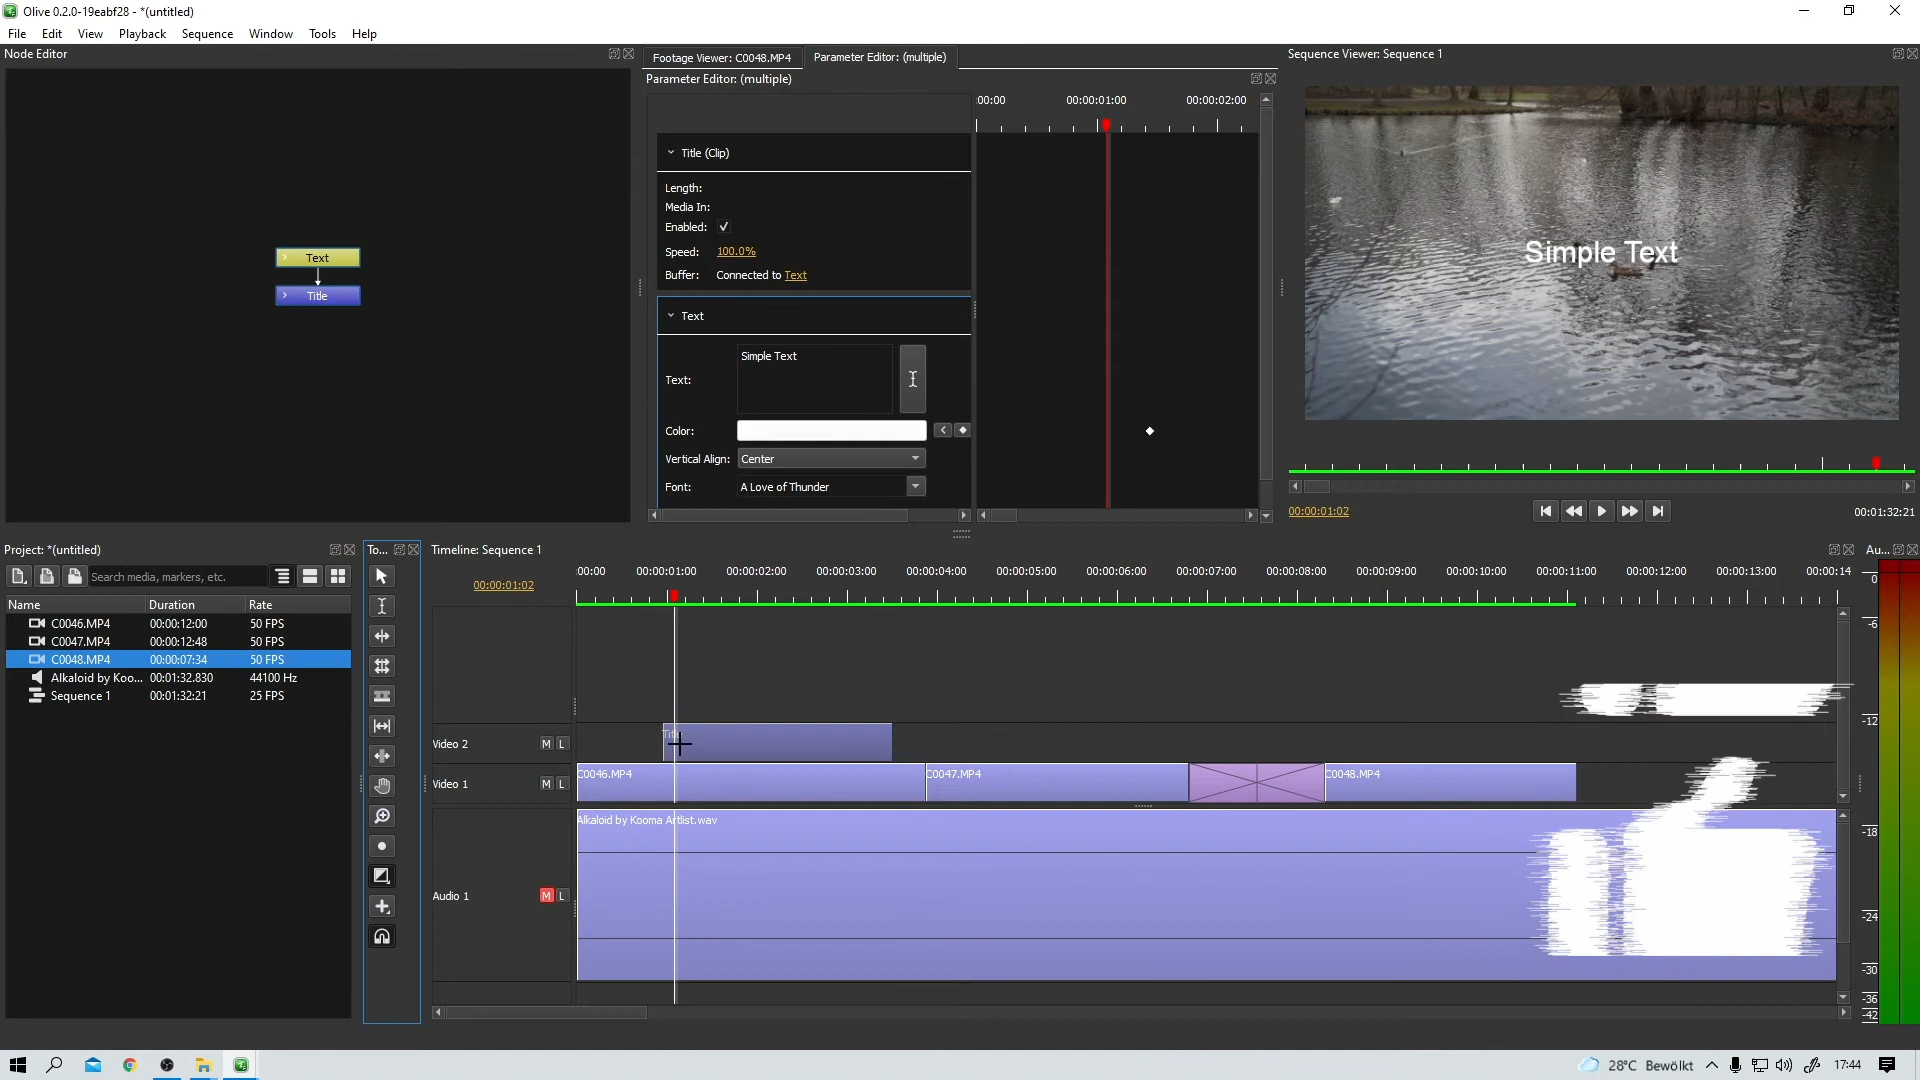 Olive 0.2.0-19eabf28 - *(untitled)
File Edit View Playback Sequence Window Tools Help
Node Editor
Text
Title
Footage Viewer: C0048.MP4
Parameter Editor: (multiple)
Parameter Editor: (multiple)
Title (Clip)
Length:
Media In:
Enabled:
Speed: 100.0%
Buffer: Connected to Text
Text
Text: Simple Text
Color:
Vertical Align: Center
Font: A Love of Thunder
:00:00 00:00:01:00 00:00:02:00
Sequence Viewer: Sequence 1
Simple Text
00:00:01:02
00:01:32:21
Project: *(untitled)
Search media, markers, etc.
Name Duration Rate
C0046.MP4 00:00:12:00 50 FPS
C0047.MP4 00:00:12:48 50 FPS
C0048.MP4 00:00:07:34 50 FPS
Alkaloid by Koo... 00:01:32.830 44100 Hz
Sequence 1 00:01:32:21 25 FPS
To...
Timeline: Sequence 1
00:00:01:02
:00:00 00:00:01:00 00:00:02:00 00:00:03:00 00:00:04:00 00:00:05:00 00:00:06:00 00:00:07:00 00:00:08:00 00:00:09:00 00:00:10:00 00:00:11:00 00:00:12:00 00:00:13:00 00:00:14
Video 2 M L
Title
Video 1 M L
C0046.MP4
C0047.MP4
C0048.MP4
Audio 1 M L
Alkaloid by Kooma Artlist.wav
Au...
0
-6
-12
-18
-24
-30
-36
-42
28°C Bewölkt
17:44